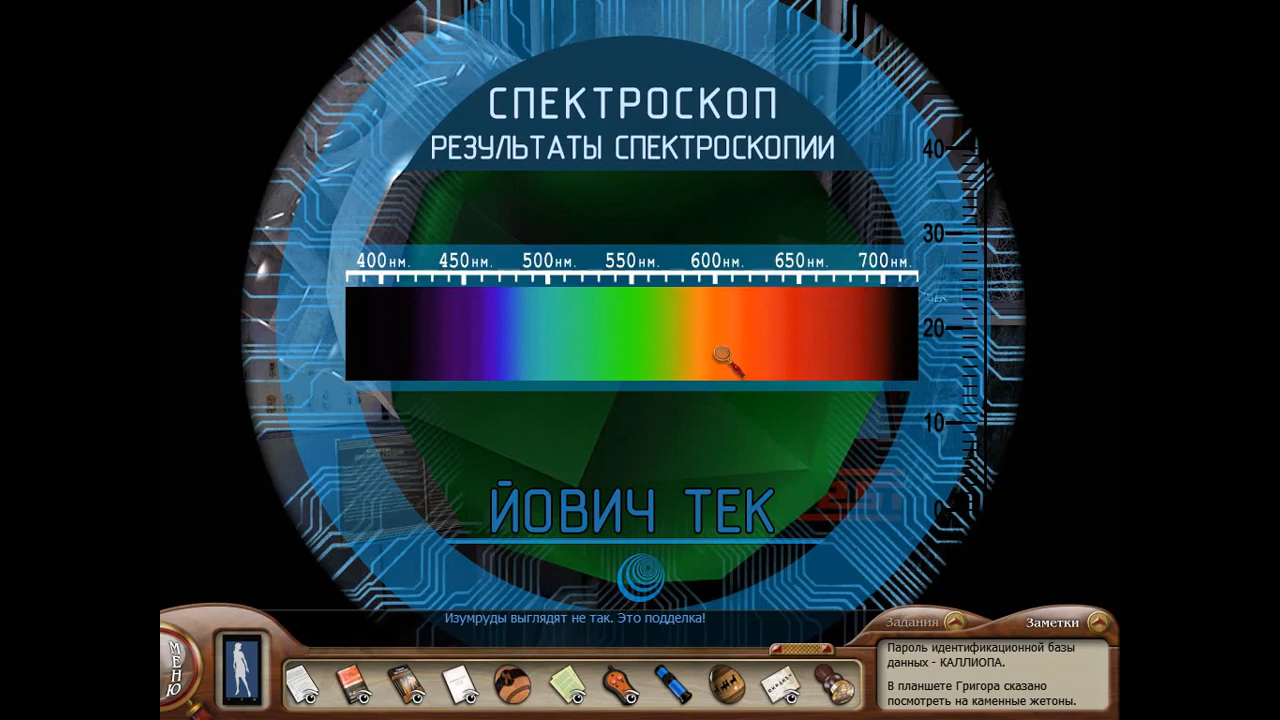 СПЕКТРОСКОП
РЕЗУЛЬТАТЫ СПЕКТРОСКОПИИ
400НМ. 450НМ. 500НМ. 550НМ. 600НМ. 650НМ. 700НМ.
40
30
20
10
0
ЙОВИЧ ТЕК
Изумруды выглядят не так. Это подделка!
Задания
Заметки
МЕНЮ
Пароль идентификационной базы
данных - КАЛЛИОПА.
В планшете Григора сказано
посмотреть на каменные жетоны.